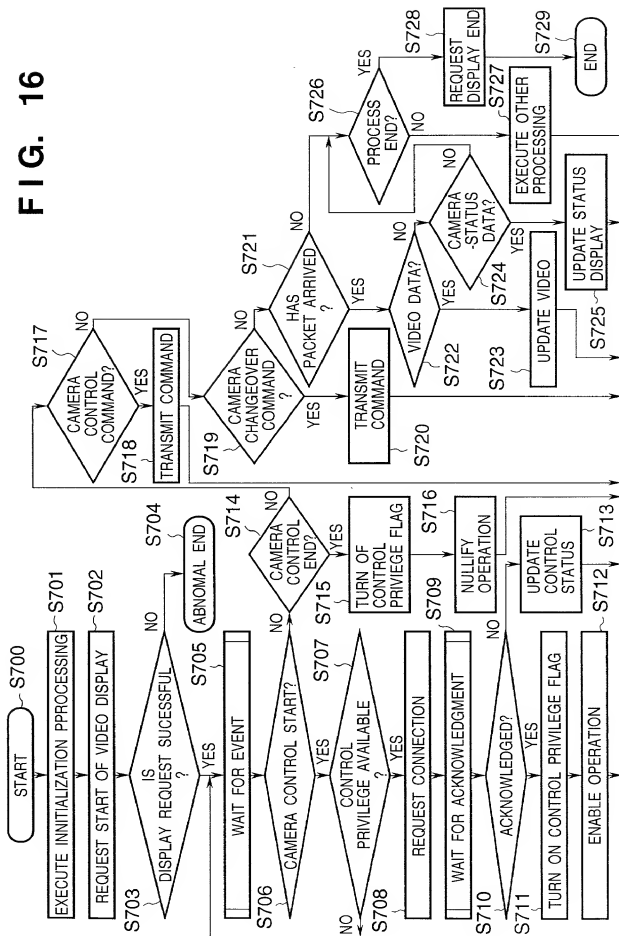 FIG. 16
START
S700
EXECUTE INNITIALIZATION PPROCESSING
S701
REQUEST START OF VIDEO DISPLAY
S702
IS
DISPLAY REQUEST SUCESSFUL
?
S703
NO
YES
ABNOMAL END
S704
WAIT FOR EVENT
S705
CAMERA CONTROL START?
S706
NO
YES
CONTROL
PRIVILEGE AVAILABLE
?
S707
NO
YES
REQUEST CONNECTION
S708
WAIT FOR ACKNOWLEDGMENT
S709
ACKNOWLEDGED?
S710
NO
YES
TURN ON CONTROL PRIVILEGE FLAG
S711
ENABLE OPERATION
S712
UPDATE
CONTROL
STATUS
S713
CAMERA
CONTROL
END?
S714
NO
YES
TURN OF
CONTROL
PRIVIEGE FLAG
S715
NULLIFY
OPERATION
S716
CAMERA
CONTROL
COMMAND?
S717
NO
YES
TRANSMIT COMMAND
S718
CAMERA
CHANGEOVER
COMMAND
?
S719
NO
YES
TRANSMIT
COMMAND
S720
HAS
PACKET ARRIVED
?
S721
NO
YES
VIDEO DATA?
S722
NO
YES
UPDATE VIDEO
S723
CAMERA
-STATUS
DATA?
S724
NO
YES
UPDATE STATUS
DISPLAY
S725
PROCESS
END?
S726
YES
NO
EXECUTE OTHER
PROCESSING
S727
REQUEST
DISPLAY END
S728
END
S729